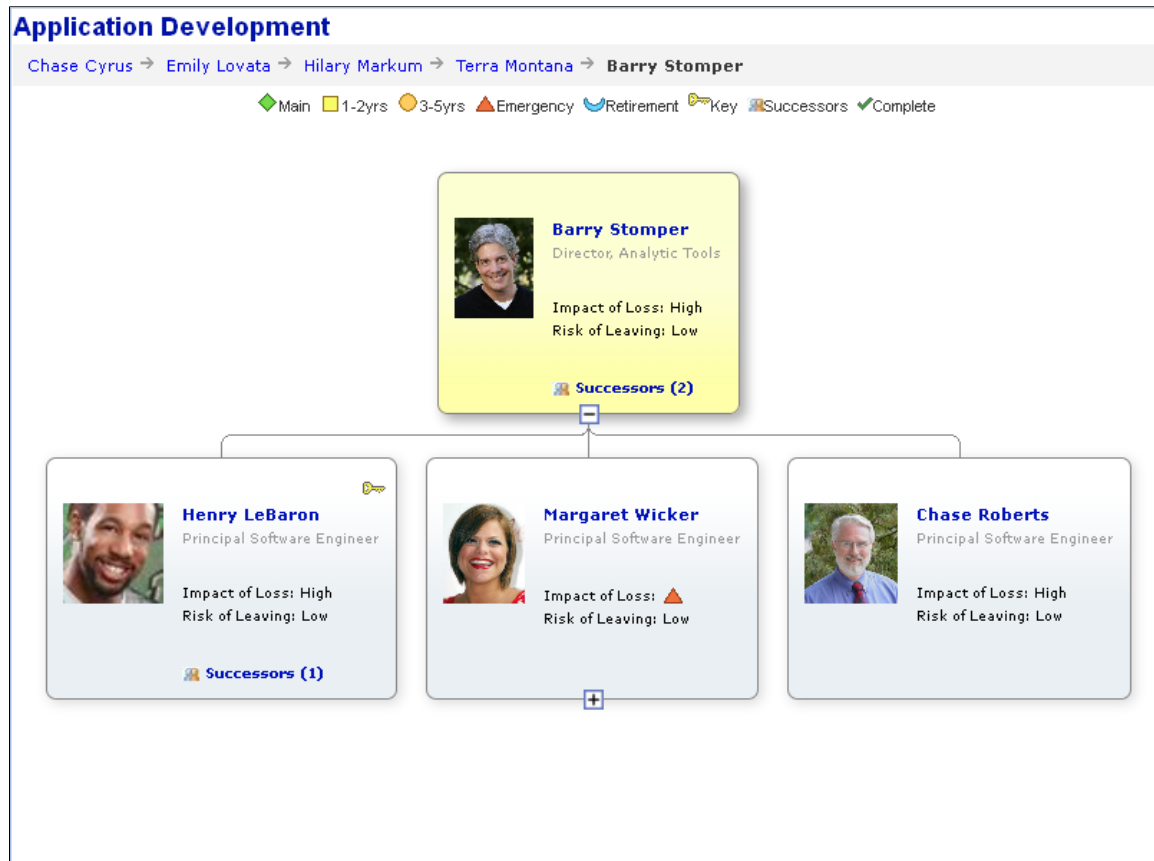 Application Development
Chase Cyrus → Emily Lovata → Hilary Markum → Terra Montana → Barry Stomper
Main 1-2yrs 3-5yrs Emergency Retirement Key Successors Complete
Barry Stomper
Director, Analytic Tools
Impact of Loss: High
Risk of Leaving: Low
Successors (2)
Henry LeBaron
Principal Software Engineer
Impact of Loss: High
Risk of Leaving: Low
Successors (1)
Margaret Wicker
Principal Software Engineer
Impact of Loss:
Risk of Leaving: Low
Chase Roberts
Principal Software Engineer
Impact of Loss: High
Risk of Leaving: Low